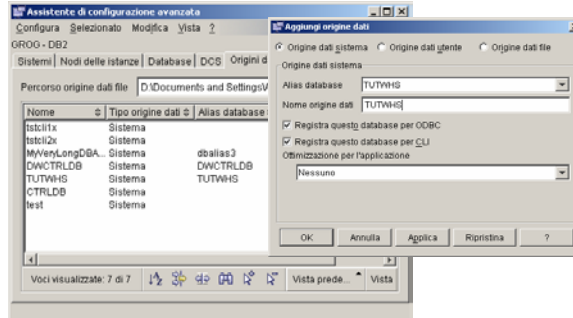 Assistente di configurazione avanzata
Configura Selezionato Modifica Vista ?
GROG - DB2
Sistemi Nodi delle istanze Database DCS Origini d
Percorso origine dati file D:\Documents and Settings\
Nome Tipo origine dati Alias database
tstcli1x Sistema
tstcli2x Sistema
MyVeryLongDBA... Sistema dbalias3
DWCTRLDB Sistema DWCTRLDB
TUTWHS Sistema TUTWHS
CTRLDB Sistema
test Sistema
Voci visualizzate: 7 di 7 Vista prede... Vista
Aggiungi origine dati
Origine dati sistema Origine dati utente Origine dati file
Origine dati sistema
Alias database TUTWHS
Nome origine dati TUTWHS
Registra questo database per ODBC
Registra questo database per CLI
Ottimizzazione per l'applicazione
Nessuno
OK Annulla Applica Ripristina ?